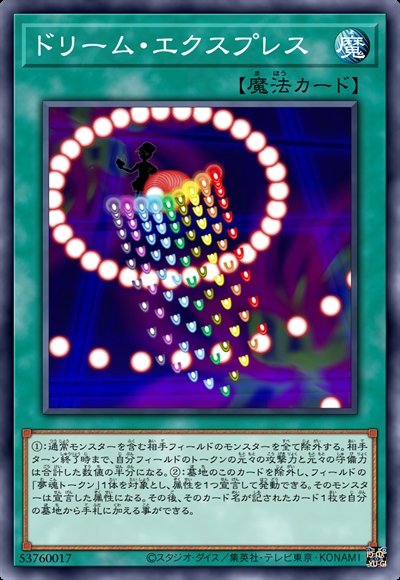 ドリーム・エクスプレス
魔
【魔法カード】
①：通常モンスターを含む相手フィールドのモンスターを全て除外する。相手
ターン終了時まで、自分フィールドのトークンの元々の攻撃力と元々の守備力
は合計した数値の半分になる。②：墓地のこのカードを除外し、フィールド
の「夢魂トークン」1体を対象とし、属性を1つ宣言して発動できる。そのモンス
ターは宣言した属性になる。その後、そのカード名が記されたカード1枚を自分
の墓地から手札に加える事ができる。
53760017
©スタジオ・ダイス／集英社・テレビ東京・KONAMI